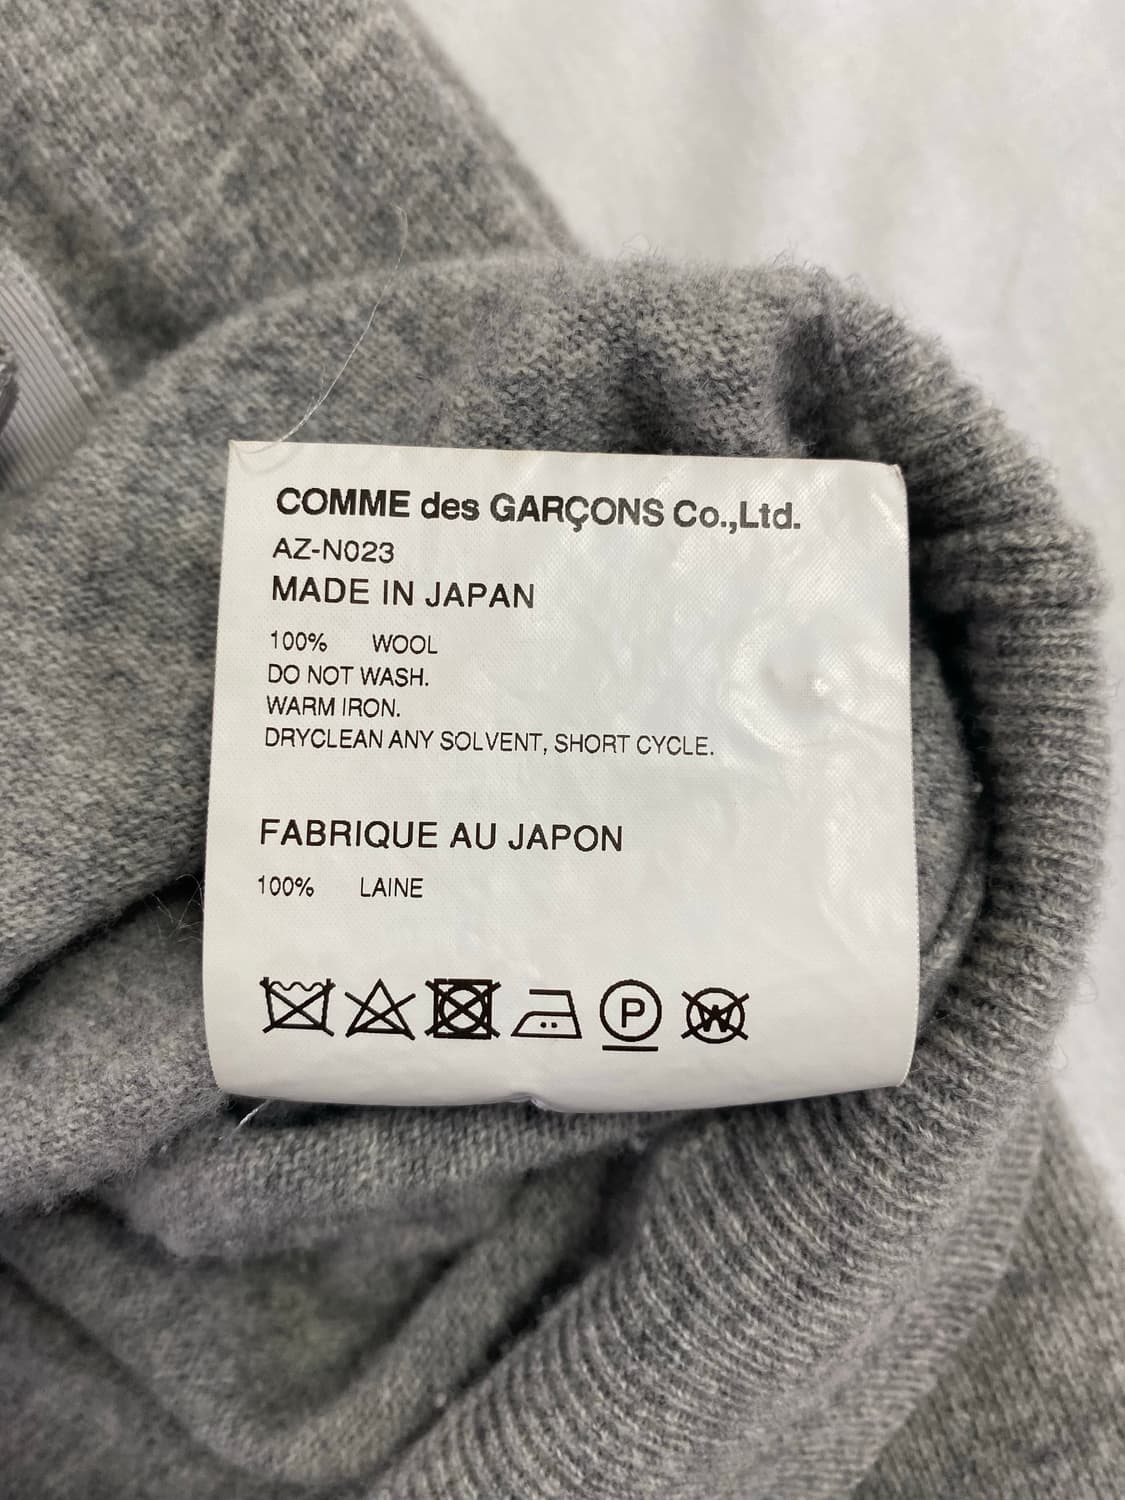 COMME des GARÇONS Co.,Ltd.
AZ-N023
MADE IN JAPAN
100% WOOL
DO NOT WASH.
WARM IRON.
DRYCLEAN ANY SOLVENT, SHORT CYCLE.
FABRIQUE AU JAPON
100% LAINE
P W